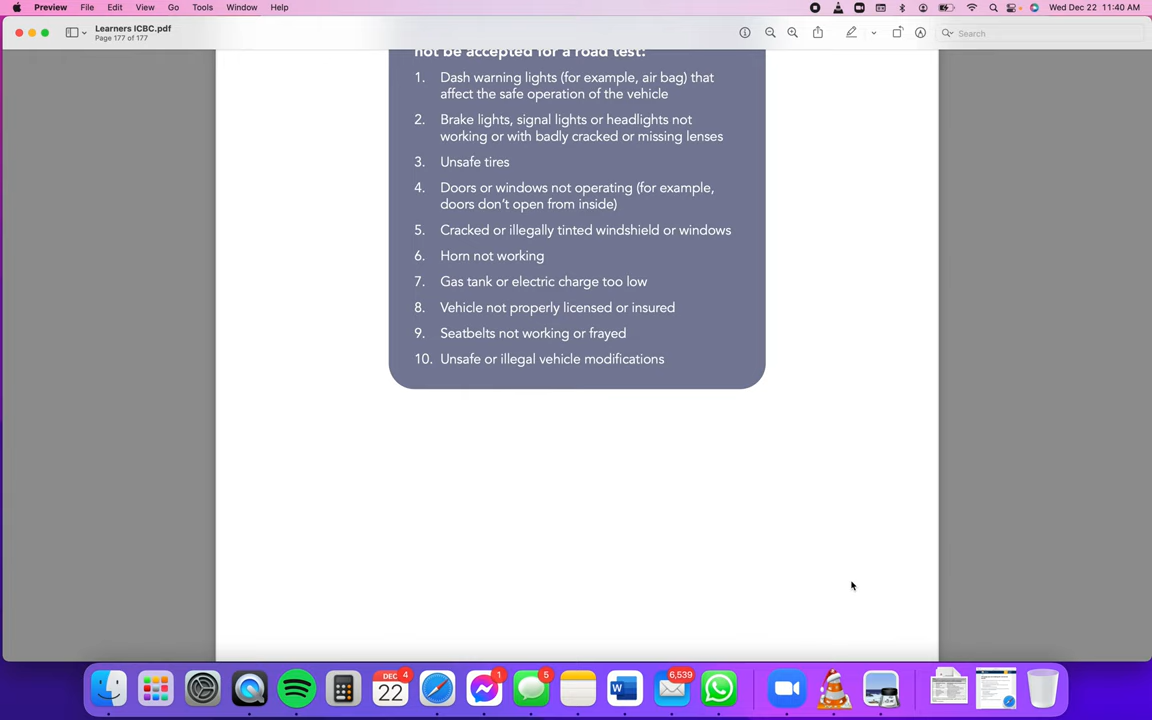 Preview File Edit View Go Tools Window Help Wed Dec 22 11:40 AM
Learners ICBC.pdf
Page 177 of 177
Search
not be accepted for a road test:
1. Dash warning lights (for example, air bag) that
affect the safe operation of the vehicle
2. Brake lights, signal lights or headlights not
working or with badly cracked or missing lenses
3. Unsafe tires
4. Doors or windows not operating (for example,
doors don't open from inside)
5. Cracked or illegally tinted windshield or windows
6. Horn not working
7. Gas tank or electric charge too low
8. Vehicle not properly licensed or insured
9. Seatbelts not working or frayed
10. Unsafe or illegal vehicle modifications
DEC 4 1 5 6,539
22 W